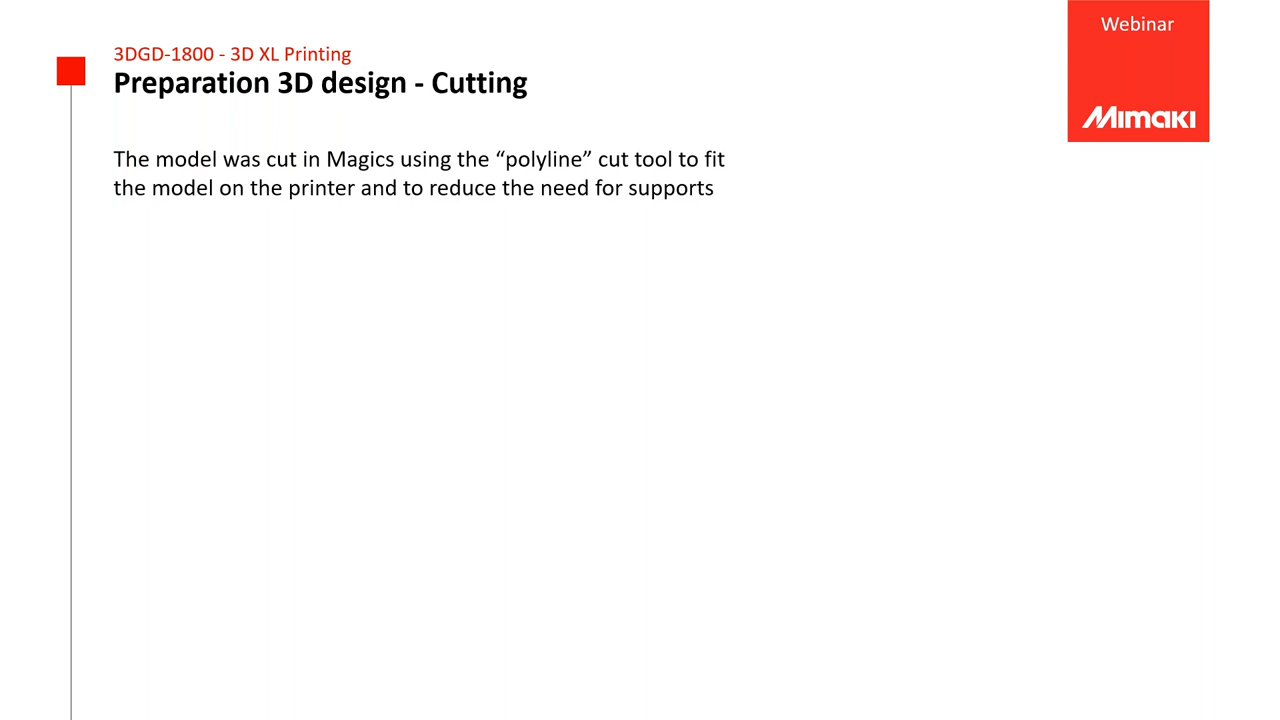 Webinar
3DGD-1800 - 3D XL Printing
Preparation 3D design - Cutting
Mimaki
The model was cut in Magics using the “polyline” cut tool to fit
the model on the printer and to reduce the need for supports